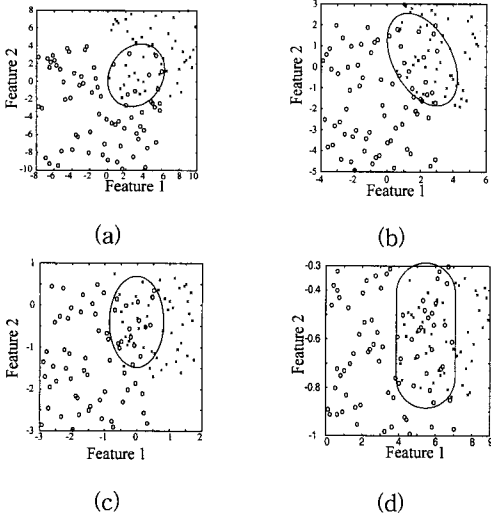 8
6
4
2
0
-2
-4
-6
-8
-10
Feature 2
-8 -6 -4 -2 0 2 4 6 8 10
Feature 1
(a)
3
2
1
0
-1
-2
-3
-4
-5
Feature 2
-4 -2 0 2 4 6
Feature 1
(b)
1
0
-1
-2
-3
Feature 2
-3 -2 -1 0 1 2
Feature 1
(c)
-0.3
-0.4
-0.6
-0.8
-1
Feature 2
0 2 4 6 8 9
Feature 1
(d)